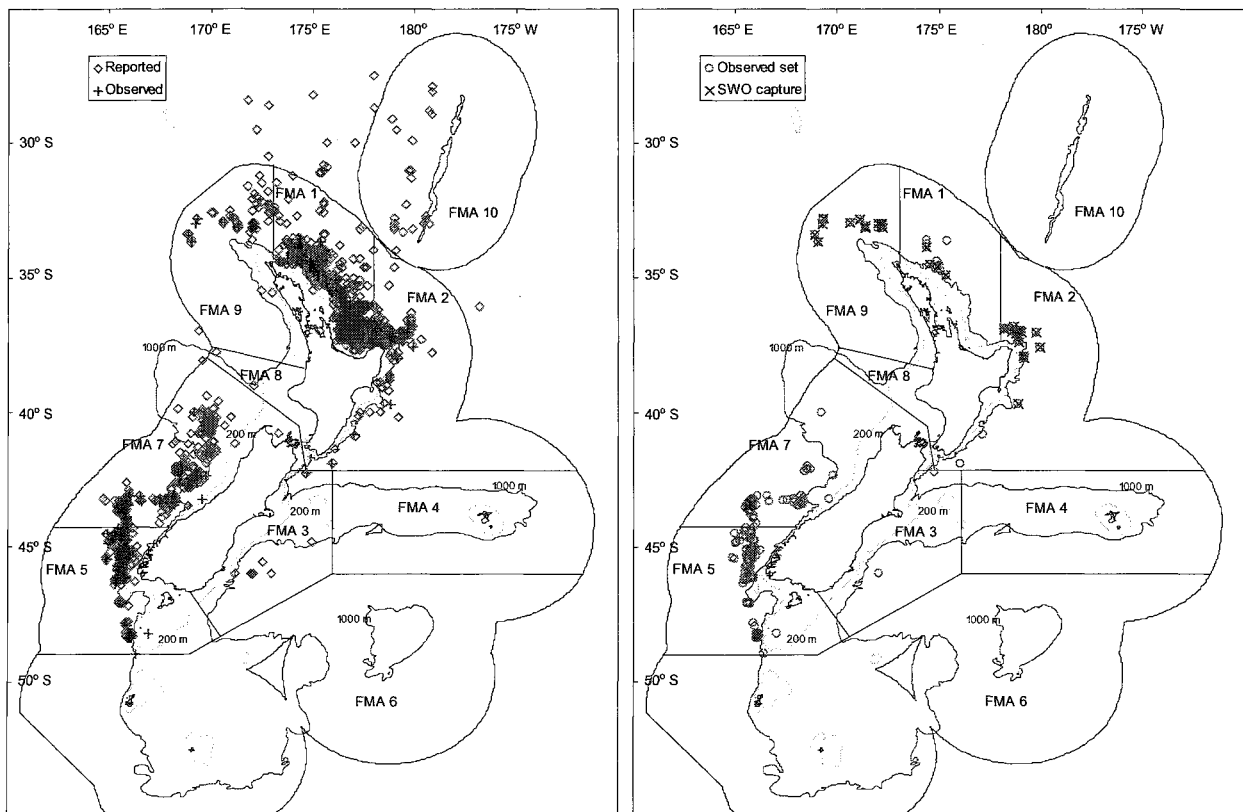 165° E 170° E 175° E 180° 175° W
◇ Reported
+ Observed
30° S
FMA 1
FMA 10
35° S
FMA 2
FMA 9
1000 m
FMA 8
40° S
200 m
FMA 7
1000 m
FMA 4
200 m
FMA 3
45° S
FMA 5
1000 m
200 m
50° S
FMA 6
165° E 170° E 175° E 180° 175° W
○ Observed set
× SWO capture
30° S
FMA 1
FMA 10
35° S
FMA 2
FMA 9
1000 m
FMA 8
40° S
200 m
FMA 7
1000 m
FMA 4
200 m
FMA 3
45° S
FMA 5
1000 m
200 m
50° S
FMA 6